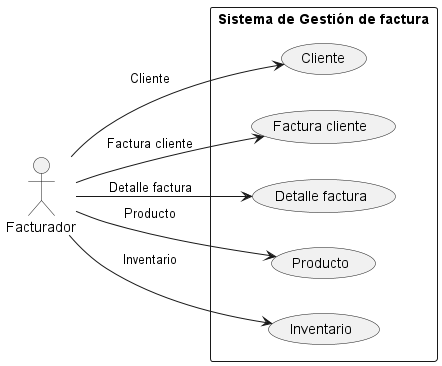 Sistema de Gestión de factura
Cliente
Cliente
Factura cliente
Factura cliente
Detalle factura
Detalle factura
Facturador
Producto
Producto
Inventario
Inventario